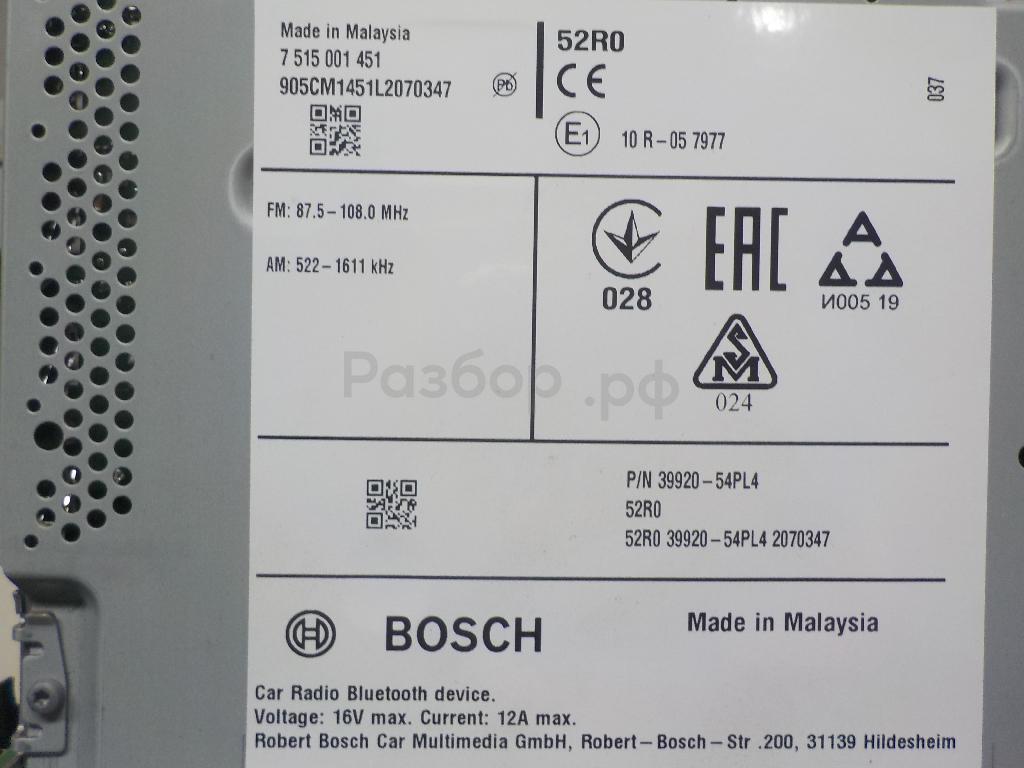 Made in Malaysia
7 515 001 451
905CM1451L2070347
Pb
52R0
CE
E1
10 R-05 7977
037
FM: 87.5-108.0 MHz
AM: 522-1611 kHz
028
EAC
И005 19
SM
024
Разбор.рф
P/N 39920-54PL4
52R0
52R0 39920-54PL4 2070347
BOSCH
Made in Malaysia
Car Radio Bluetooth device.
Voltage: 16V max. Current: 12A max.
Robert Bosch Car Multimedia GmbH, Robert-Bosch-Str .200, 31139 Hildesheim